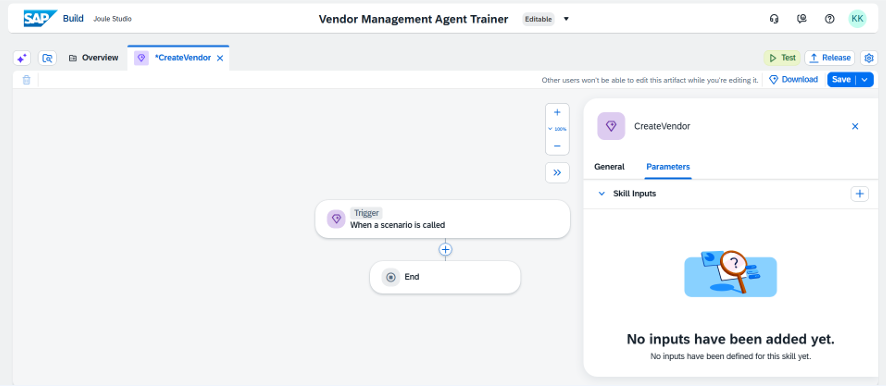 SAP Build Joule Studio Vendor Management Agent Trainer Editable KK
Overview *CreateVendor Test Release
Other users won't be able to edit this artifact while you're editing it. Download Save
CreateVendor
100%
General Parameters
Skill Inputs
Trigger
When a scenario is called
End
?
No inputs have been added yet.
No inputs have been defined for this skill yet.